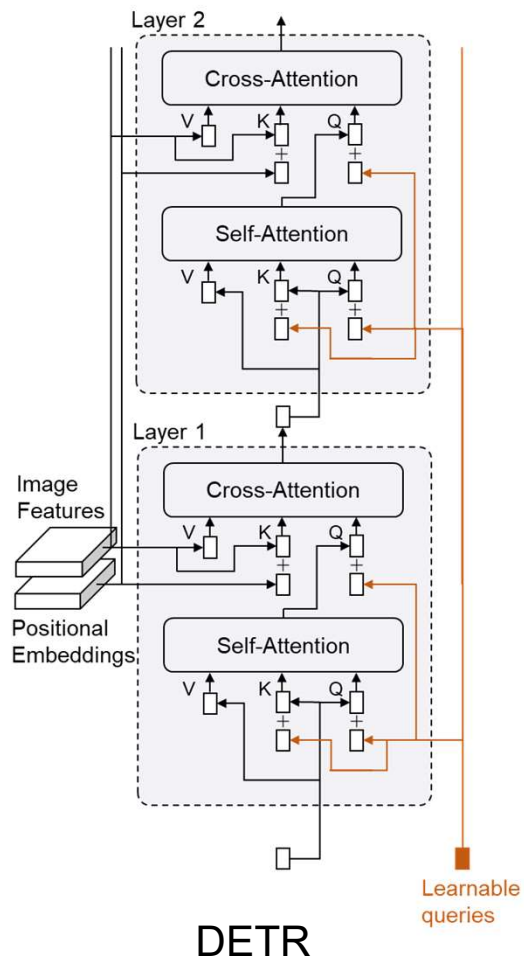 Layer 2
Cross-Attention
V K Q
+ +
Self-Attention
V K Q
+ +
Layer 1
Cross-Attention
Image
Features
V K Q
+ +
Positional
Embeddings
Self-Attention
V K Q
+ +
Learnable
queries
DETR